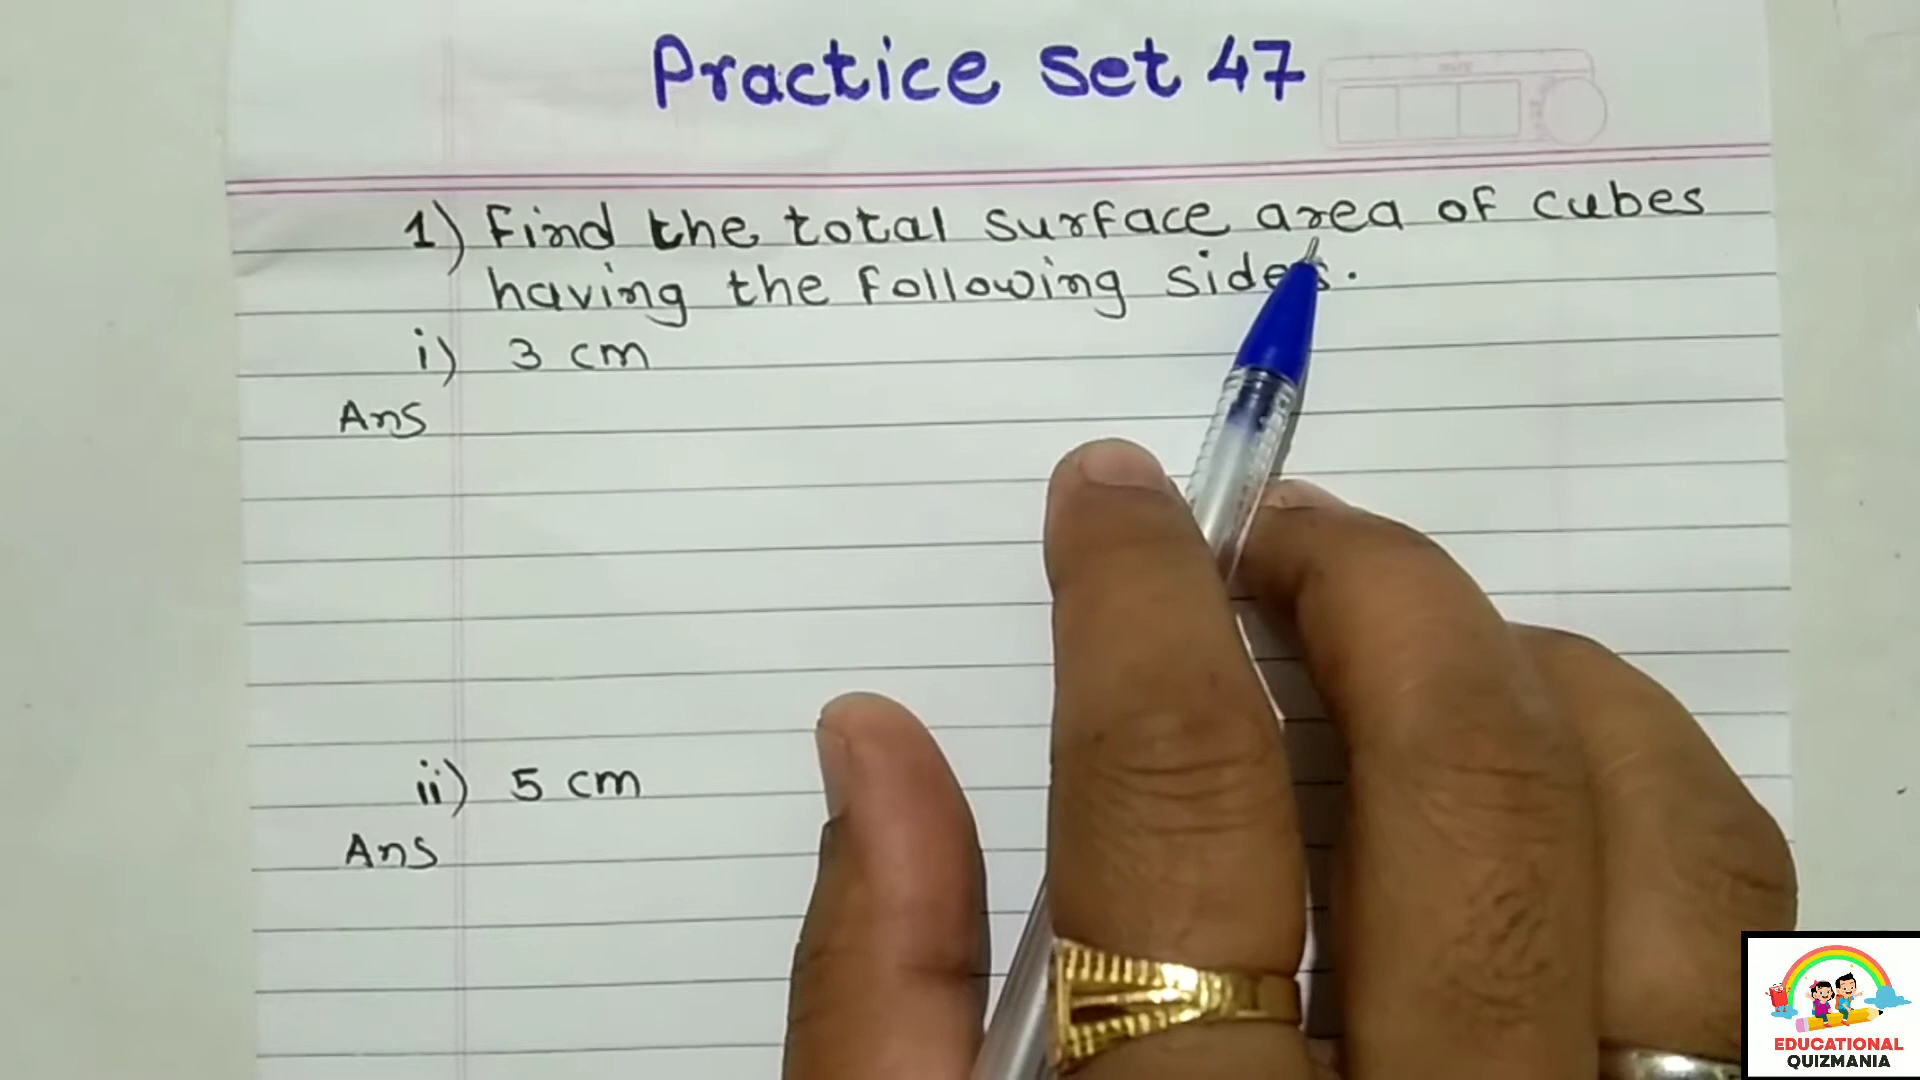 Practice Set 47
1) Find the total surface area of cubes
having the following sides.
i) 3 cm
Ans
ii) 5 cm
Ans
EDUCATIONAL
QUIZMANIA